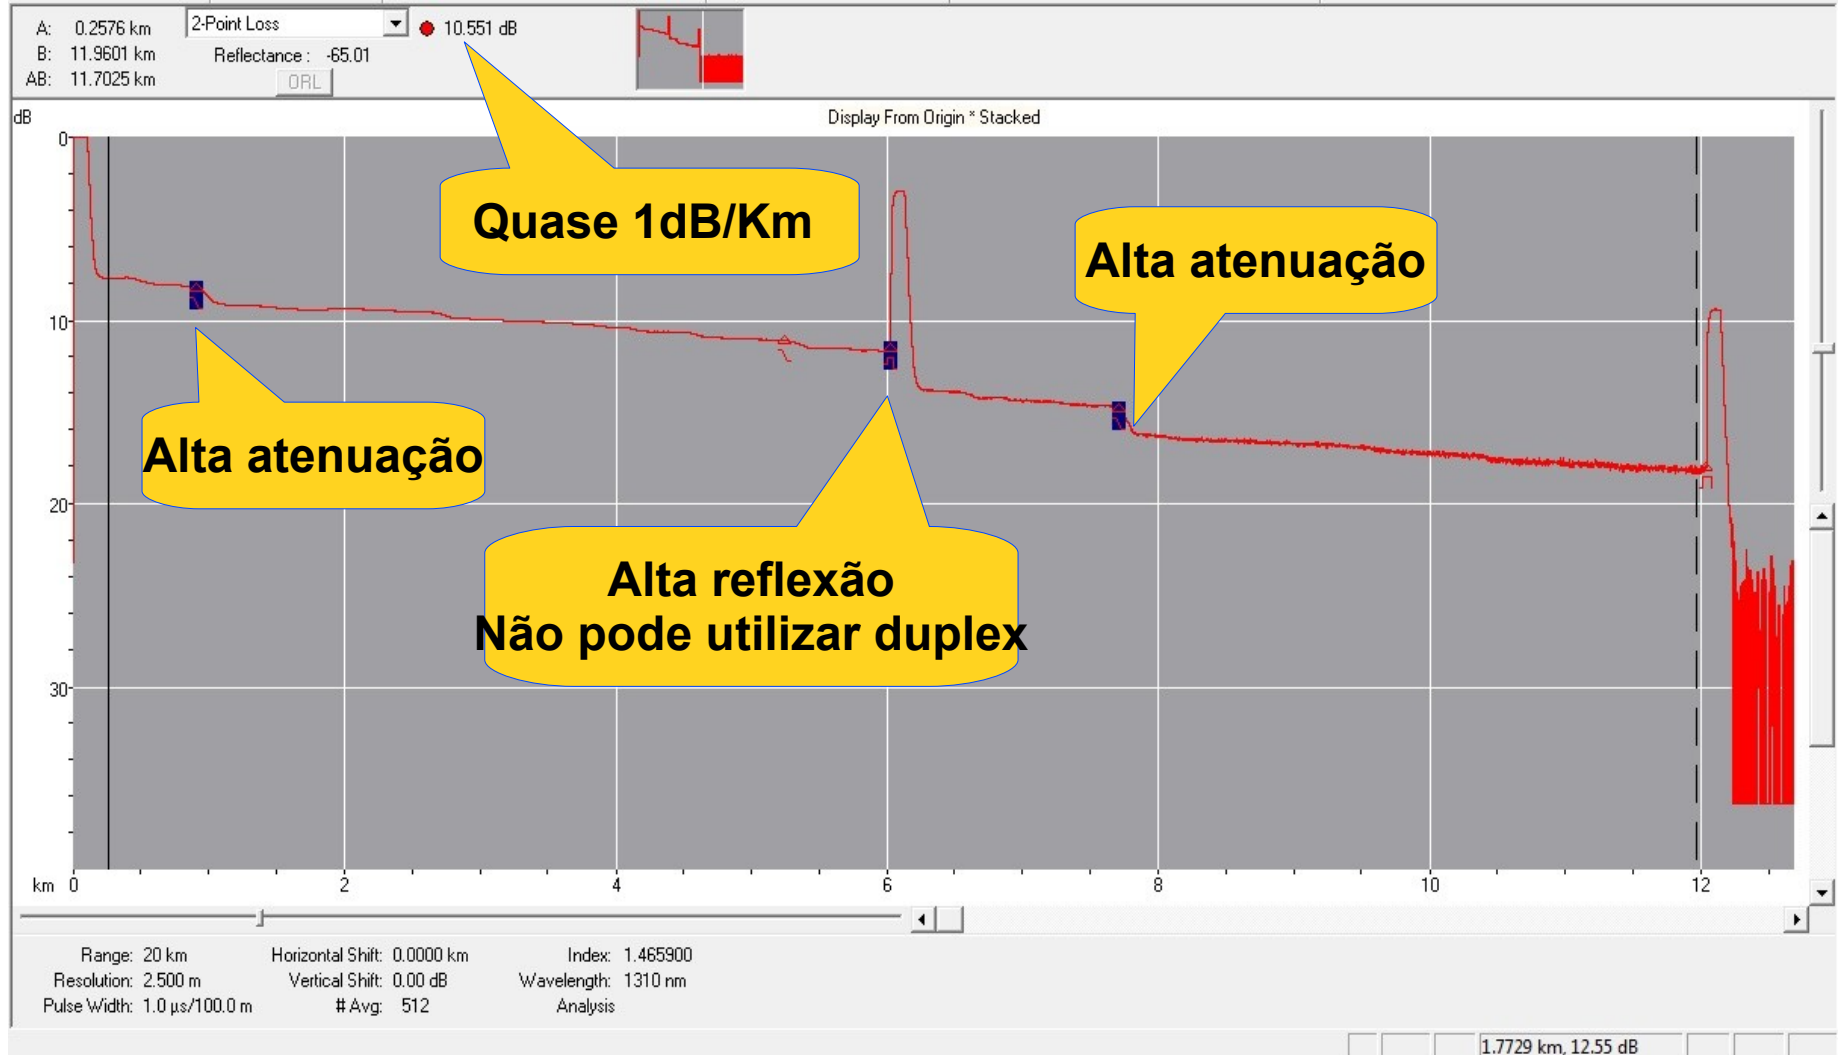 A: 0.2576 km
2-Point Loss
10.551 dB
B: 11.9601 km
Reflectance : -65.01
AB: 11.7025 km
ORL
dB
Display From Origin * Stacked
0
10
20
30
Quase 1dB/Km
Alta atenuação
Alta atenuação
Alta reflexão
Não pode utilizar duplex
km 0 2 4 6 8 10 12
Range: 20 km Horizontal Shift: 0.0000 km Index: 1.465900
Resolution: 2.500 m Vertical Shift: 0.00 dB Wavelength: 1310 nm
Pulse Width: 1.0 µs/100.0 m # Avg: 512 Analysis
1.7729 km, 12.55 dB